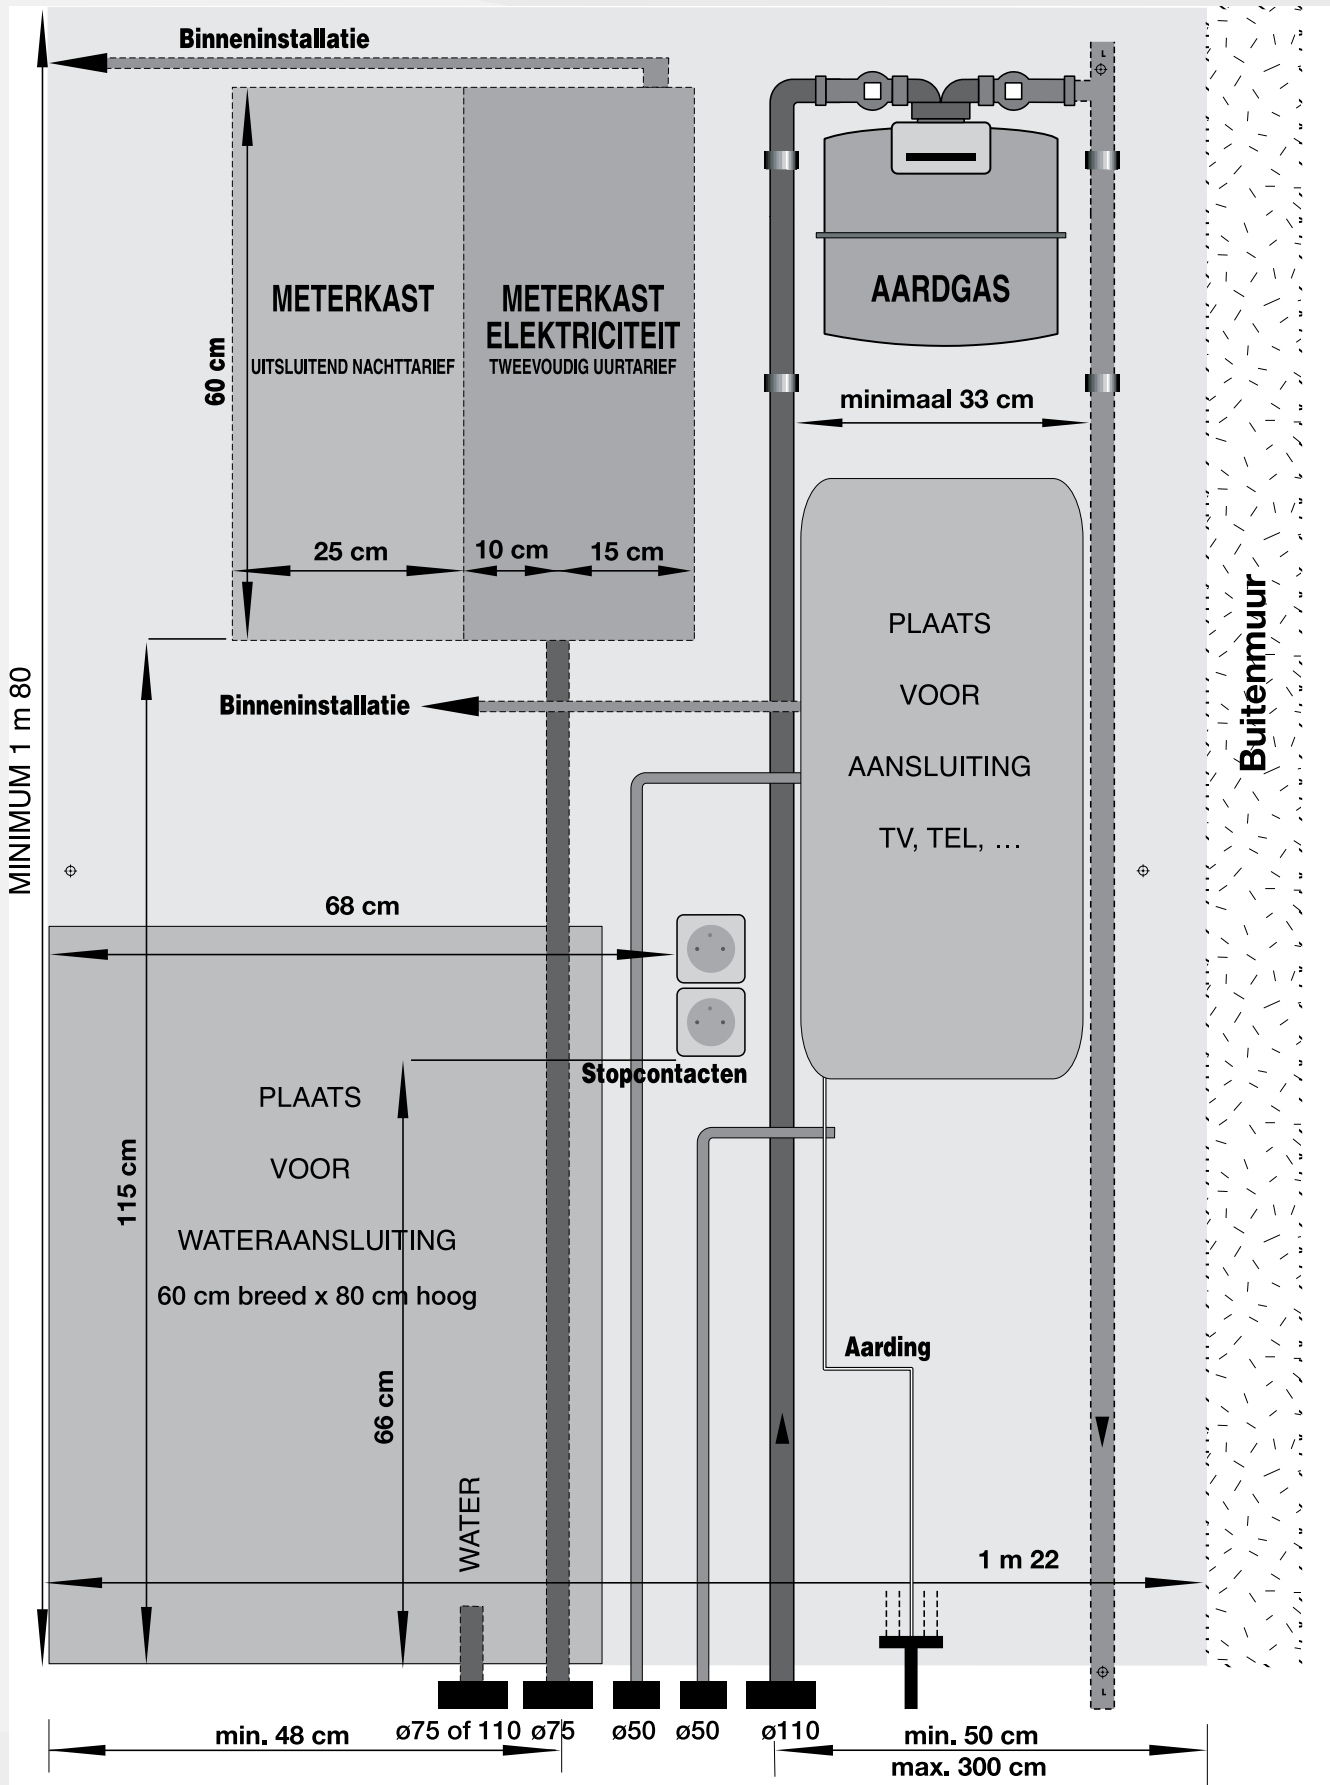 Binneninstallatie
METERKAST
UITSLUITEND NACHTTARIEF
METERKAST
ELEKTRICITEIT
TWEEVOUDIG UURTARIEF
AARDGAS
60 cm
minimaal 33 cm
25 cm
10 cm
15 cm
PLAATS
VOOR
AANSLUITING
TV, TEL, ...
Buitenmuur
MINIMUM 1 m 80
Binneninstallatie
68 cm
Stopcontacten
PLAATS
VOOR
WATERAANSLUITING
60 cm breed x 80 cm hoog
115 cm
66 cm
WATER
Aarding
1 m 22
L
L
min. 48 cm
ø75 of 110
ø75
ø50
ø50
ø110
min. 50 cm
max. 300 cm